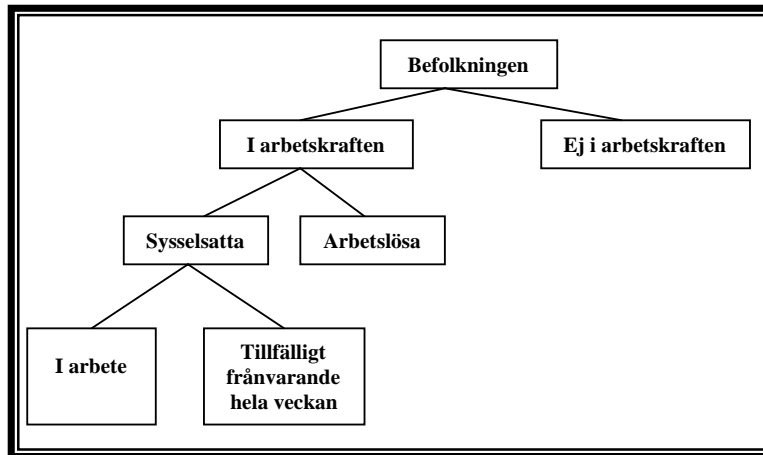 Befolkningen
I arbetskraften
Ej i arbetskraften
Sysselsatta
Arbetslösa
I arbete
Tillfälligt
frånvarande
hela veckan